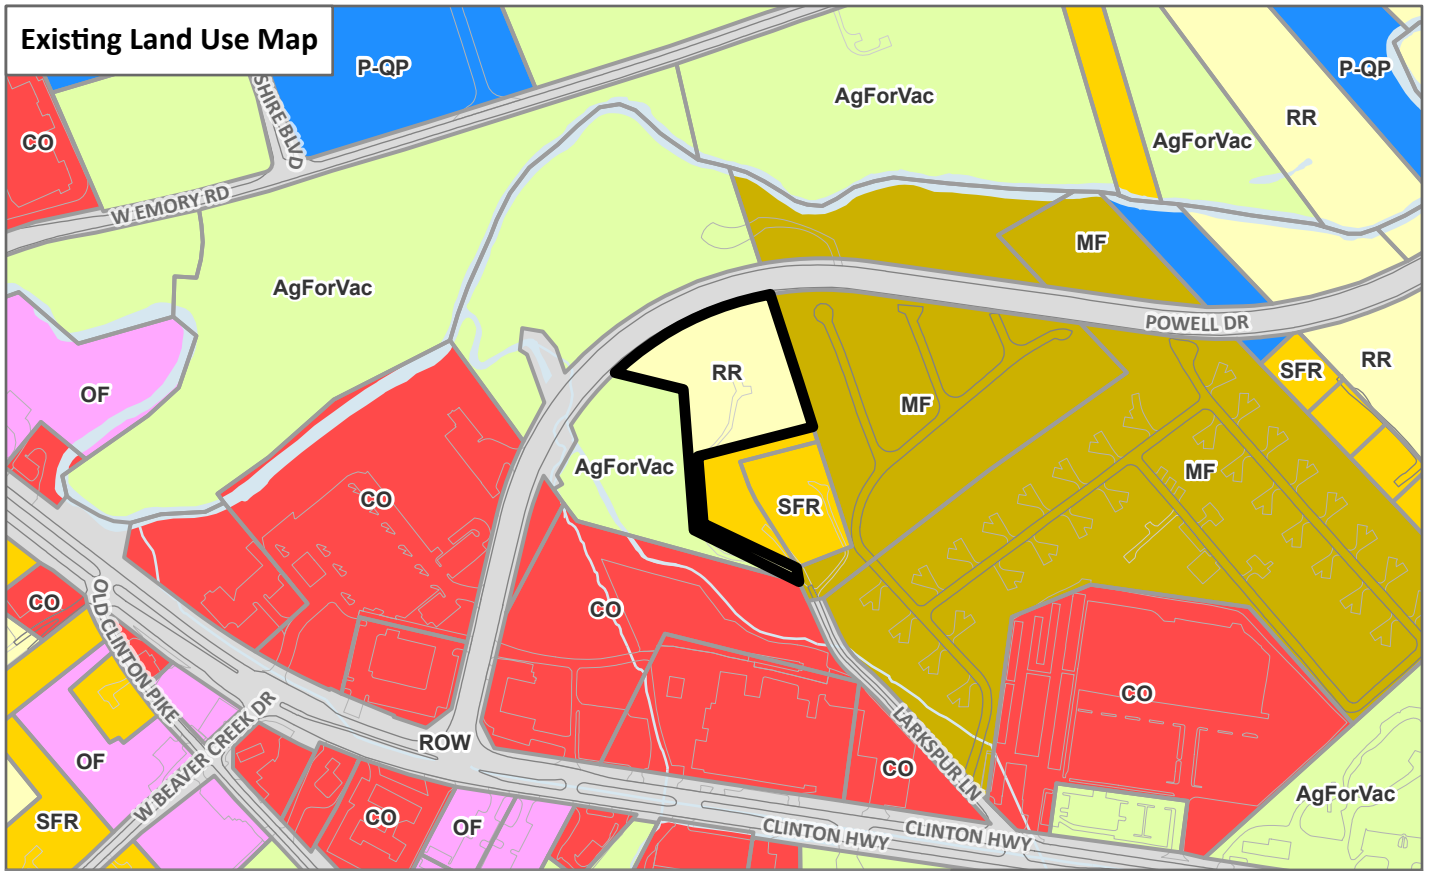 Existing Land Use Map
P-QP
P-QP
AgForVac
RR
AgForVac
CO
SHIRE BLVD
W EMORY RD
MF
AgForVac
POWELL DR
RR
SFR
RR
OF
MF
AgForVac
MF
CO
SFR
CO
CO
OLD CLINTON PIKE
CO
LARKSPUR LN
ROW
W BEAVER CREEK DR
OF
CO
AgForVac
SFR
CO
OF
CLINTON HWY
CLINTON HWY